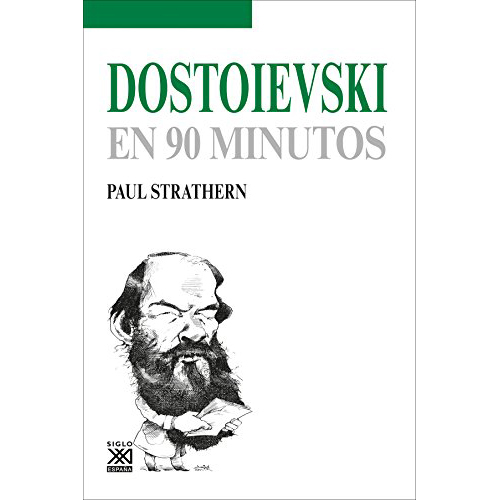 DOSTOIEVSKI
EN 90 MINUTOS
PAUL STRATHERN
SIGLO
XXI
ESPAÑA